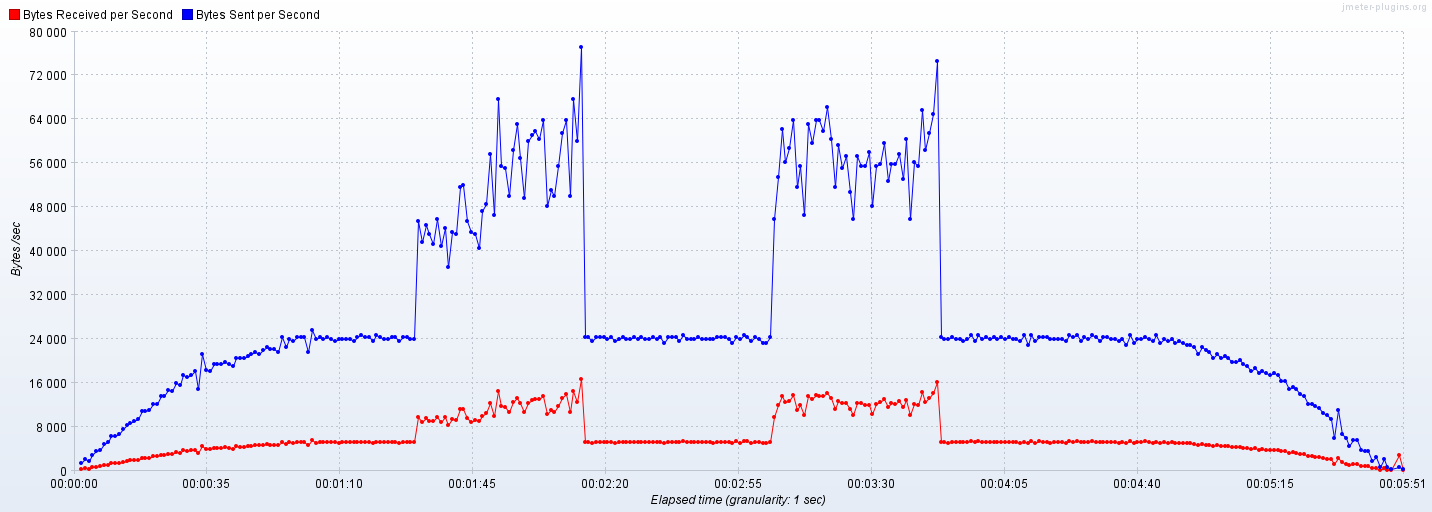 Bytes Received per Second Bytes Sent per Second
jmeter-plugins.org
80 000
72 000
64 000
56 000
48 000
40 000
32 000
24 000
16 000
8 000
0
Bytes /sec
00:00:00 00:00:35 00:01:10 00:01:45 00:02:20 00:02:55 00:03:30 00:04:05 00:04:40 00:05:15 00:05:51
Elapsed time (granularity: 1 sec)